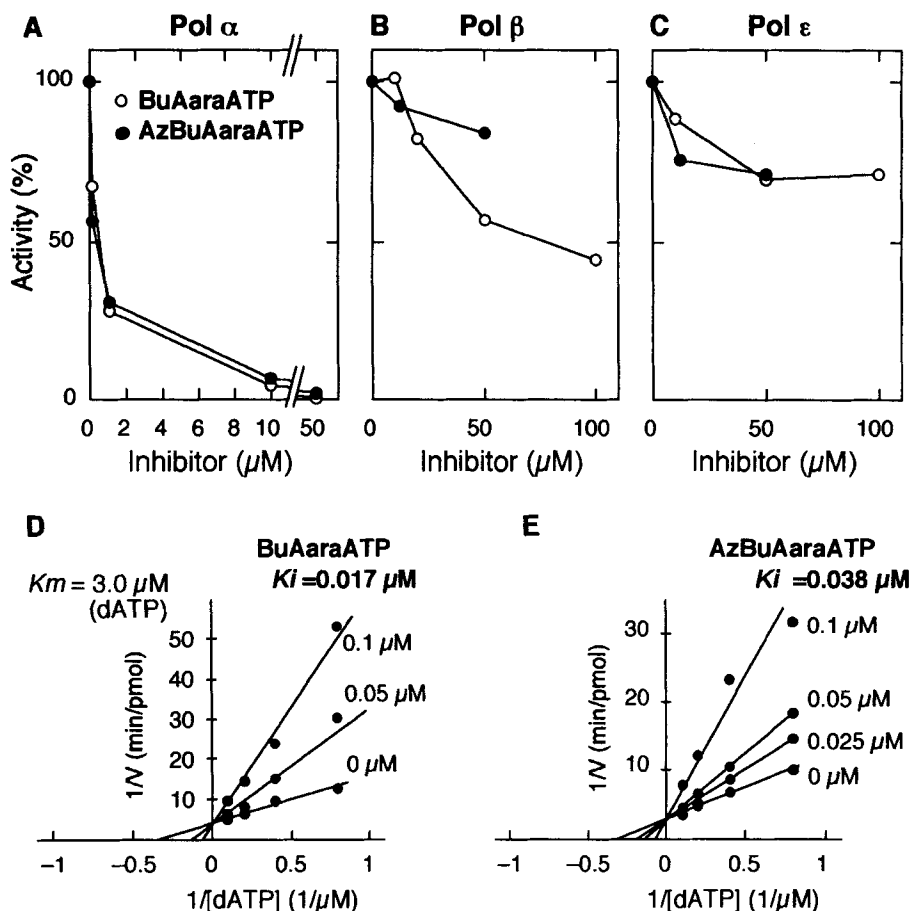 A Pol α B Pol β C Pol ε
100
50
0
Activity (%)
BuAaraATP
AzBuAaraATP
0 2 4 6 8 10 50
0 50 100
0 50 100
Inhibitor (µM) Inhibitor (µM) Inhibitor (µM)
D
BuAaraATP
Km = 3.0 µM Ki =0.017 µM
(dATP)
50
40
30
20
10
1/V (min/pmol)
0.1 µM
0.05 µM
0 µM
−1 −0.5 0 0.5 1
1/[dATP] (1/µM)
E
AzBuAaraATP
Ki =0.038 µM
30
20
10
1/V (min/pmol)
0.1 µM
0.05 µM
0.025 µM
0 µM
−1 −0.5 0 0.5 1
1/[dATP] (1/µM)